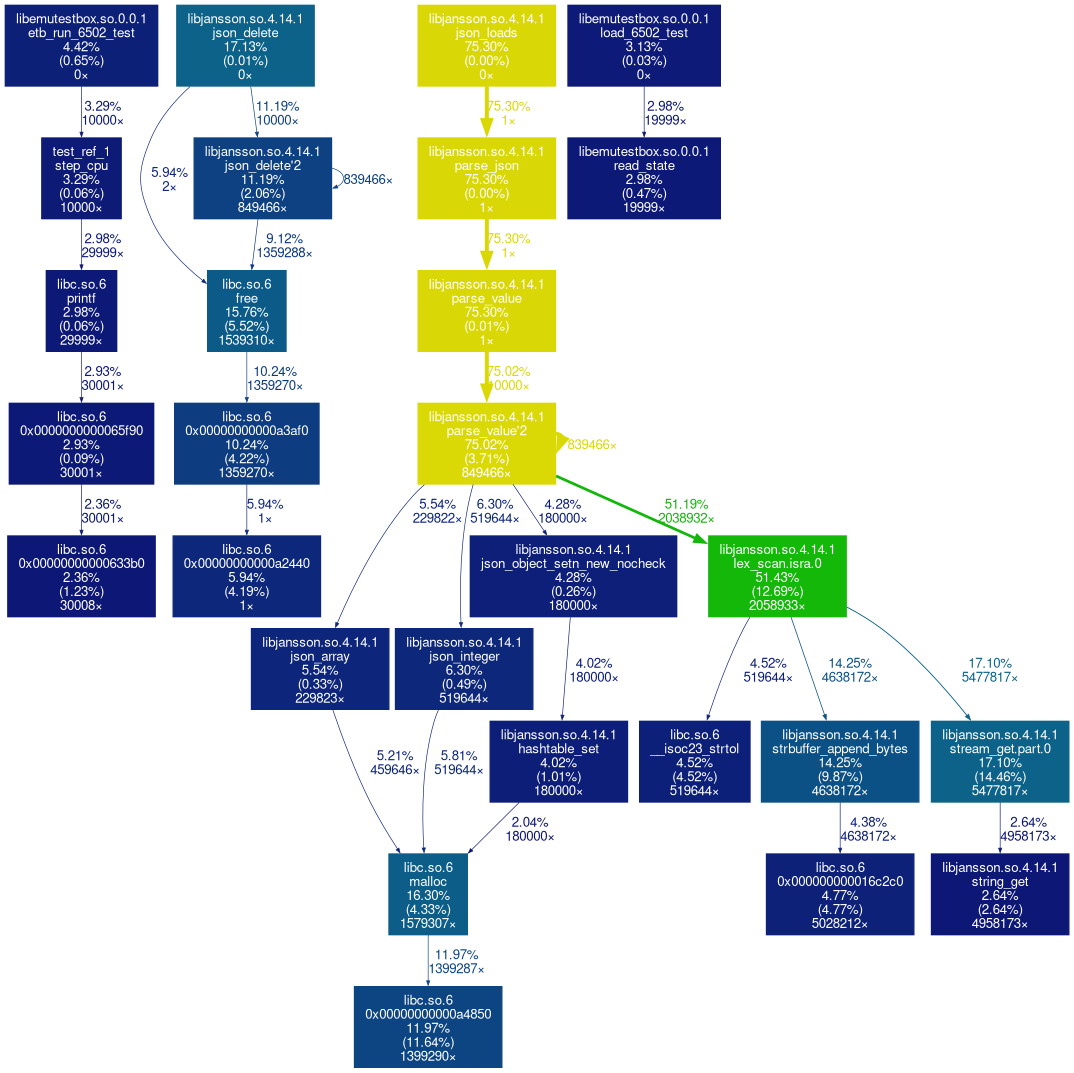 libemutestbox.so.0.0.1
etb_run_6502_test
4.42%
(0.65%)
0×
libjansson.so.4.14.1
json_delete
17.13%
(0.01%)
0×
libjansson.so.4.14.1
json_loads
75.30%
(0.00%)
0×
libemutestbox.so.0.0.1
load_6502_test
3.13%
(0.03%)
0×
3.29%
10000×
11.19%
10000×
75.30%
1×
2.98%
19999×
test_ref_1
step_cpu
3.29%
(0.06%)
10000×
5.94%
2×
libjansson.so.4.14.1
json_delete'2
11.19%
(2.06%)
849466×
839466×
libjansson.so.4.14.1
parse_json
75.30%
(0.00%)
1×
libemutestbox.so.0.0.1
read_state
2.98%
(0.47%)
19999×
2.98%
29999×
9.12%
1359288×
75.30%
1×
libc.so.6
printf
2.98%
(0.06%)
29999×
libc.so.6
free
15.76%
(5.52%)
1539310×
libjansson.so.4.14.1
parse_value
75.30%
(0.01%)
1×
2.93%
30001×
10.24%
1359270×
75.02%
10000×
libc.so.6
0x0000000000065f90
2.93%
(0.09%)
30001×
libc.so.6
0x00000000000a3af0
10.24%
(4.22%)
1359270×
libjansson.so.4.14.1
parse_value'2
75.02%
(3.71%)
849466×
839466×
2.36%
30001×
5.94%
1×
5.54%
229822×
6.30%
519644×
4.28%
180000×
51.19%
2038932×
libc.so.6
0x00000000000633b0
2.36%
(1.23%)
30008×
libc.so.6
0x00000000000a2440
5.94%
(4.19%)
1×
libjansson.so.4.14.1
json_object_setn_new_nocheck
4.28%
(0.26%)
180000×
libjansson.so.4.14.1
lex_scan.isra.0
51.43%
(12.69%)
2058933×
libjansson.so.4.14.1
json_array
5.54%
(0.33%)
229823×
libjansson.so.4.14.1
json_integer
6.30%
(0.49%)
519644×
4.02%
180000×
4.52%
519644×
14.25%
4638172×
17.10%
5477817×
5.21%
459646×
5.81%
519644×
libjansson.so.4.14.1
hashtable_set
4.02%
(1.01%)
180000×
libc.so.6
__isoc23_strtol
4.52%
(4.52%)
519644×
libjansson.so.4.14.1
strbuffer_append_bytes
14.25%
(9.87%)
4638172×
libjansson.so.4.14.1
stream_get.part.0
17.10%
(14.46%)
5477817×
2.04%
180000×
4.38%
4638172×
2.64%
4958173×
libc.so.6
malloc
16.30%
(4.33%)
1579307×
libc.so.6
0x000000000016c2c0
4.77%
(4.77%)
5028212×
libjansson.so.4.14.1
string_get
2.64%
(2.64%)
4958173×
11.97%
1399287×
libc.so.6
0x00000000000a4850
11.97%
(11.64%)
1399290×